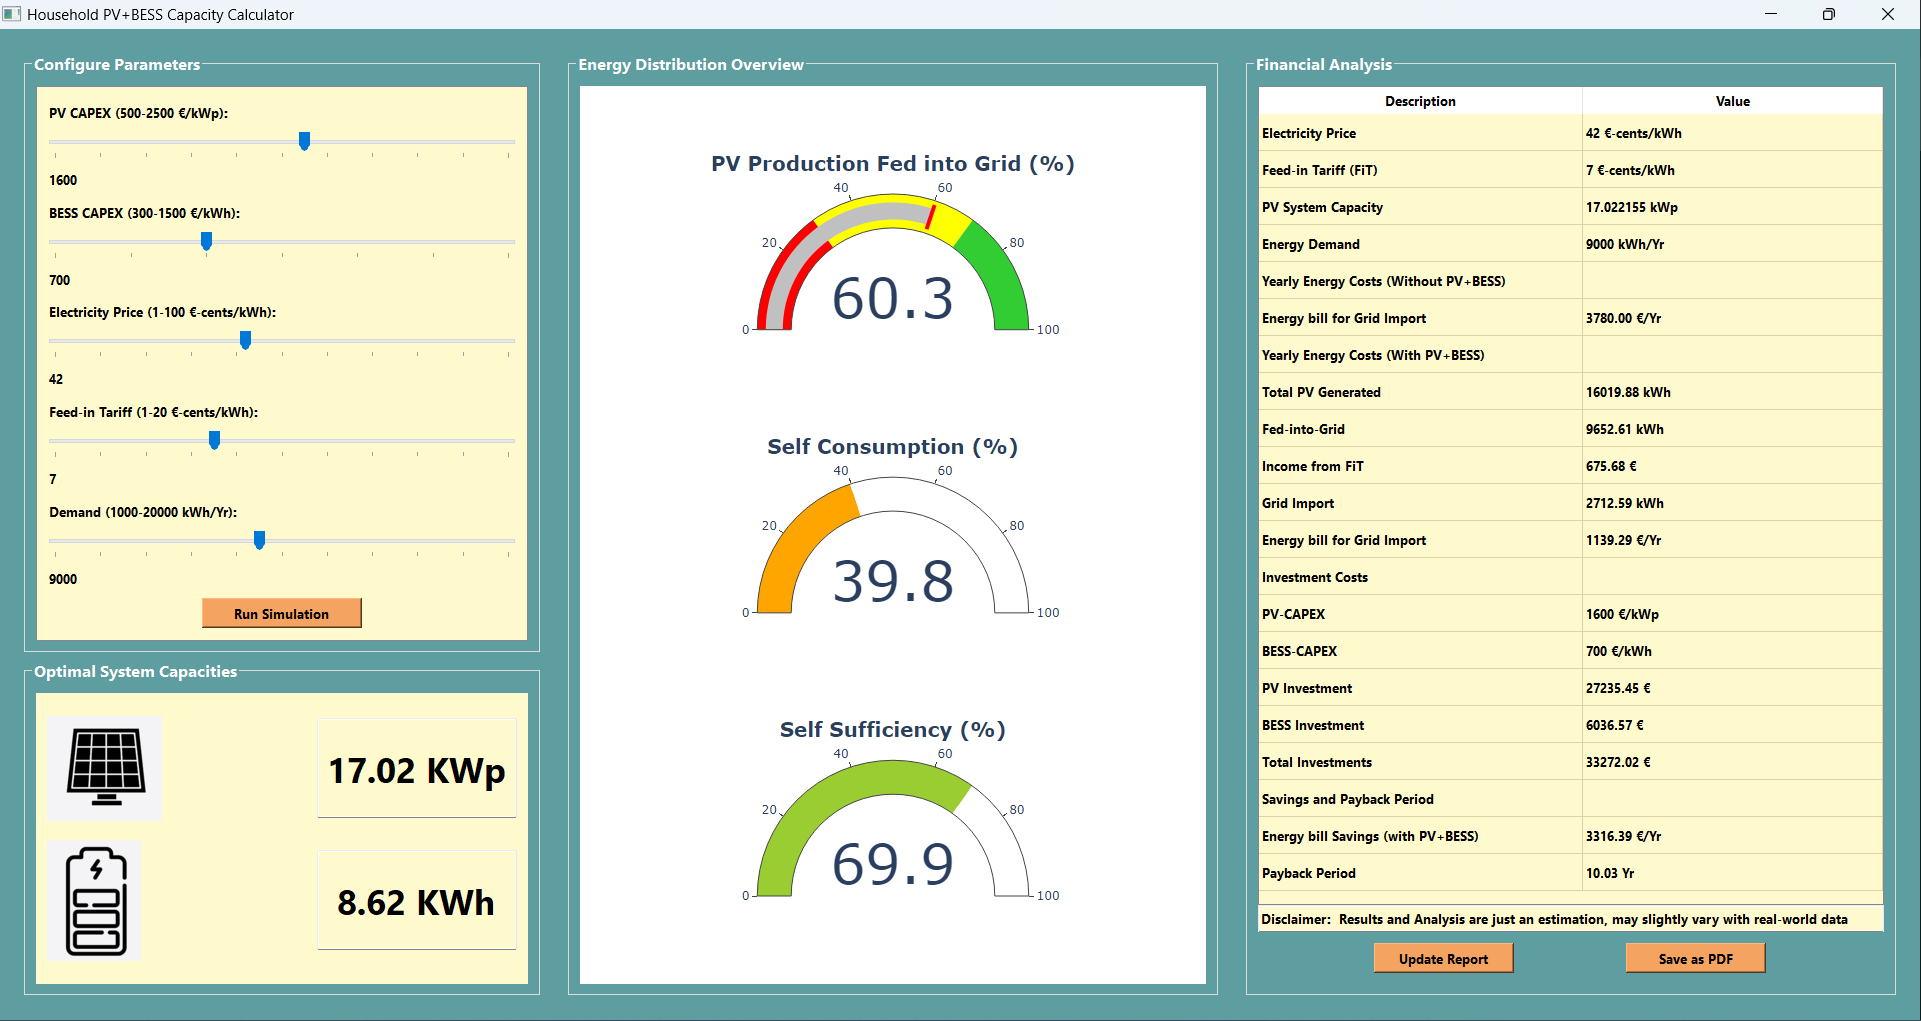 Household PV+BESS Capacity Calculator
Configure Parameters
PV CAPEX (500-2500 €/kWp):
1600
BESS CAPEX (300-1500 €/kWh):
700
Electricity Price (1-100 €-cents/kWh):
42
Feed-in Tariff (1-20 €-cents/kWh):
7
Demand (1000-20000 kWh/Yr):
9000
Run Simulation
Optimal System Capacities
17.02 KWp
8.62 KWh
Energy Distribution Overview
PV Production Fed into Grid (%)
40 60
20 80
60.3
0 100
Self Consumption (%)
40 60
20 80
39.8
0 100
Self Sufficiency (%)
40 60
20 80
69.9
0 100
Financial Analysis
Description Value
Electricity Price 42 €-cents/kWh
Feed-in Tariff (FiT) 7 €-cents/kWh
PV System Capacity 17.022155 kWp
Energy Demand 9000 kWh/Yr
Yearly Energy Costs (Without PV+BESS)
Energy bill for Grid Import 3780.00 €/Yr
Yearly Energy Costs (With PV+BESS)
Total PV Generated 16019.88 kWh
Fed-into-Grid 9652.61 kWh
Income from FiT 675.68 €
Grid Import 2712.59 kWh
Energy bill for Grid Import 1139.29 €/Yr
Investment Costs
PV-CAPEX 1600 €/kWp
BESS-CAPEX 700 €/kWh
PV Investment 27235.45 €
BESS Investment 6036.57 €
Total Investments 33272.02 €
Savings and Payback Period
Energy bill Savings (with PV+BESS) 3316.39 €/Yr
Payback Period 10.03 Yr
Disclaimer:  Results and Analysis are just an estimation, may slightly vary with real-world data
Update Report Save as PDF